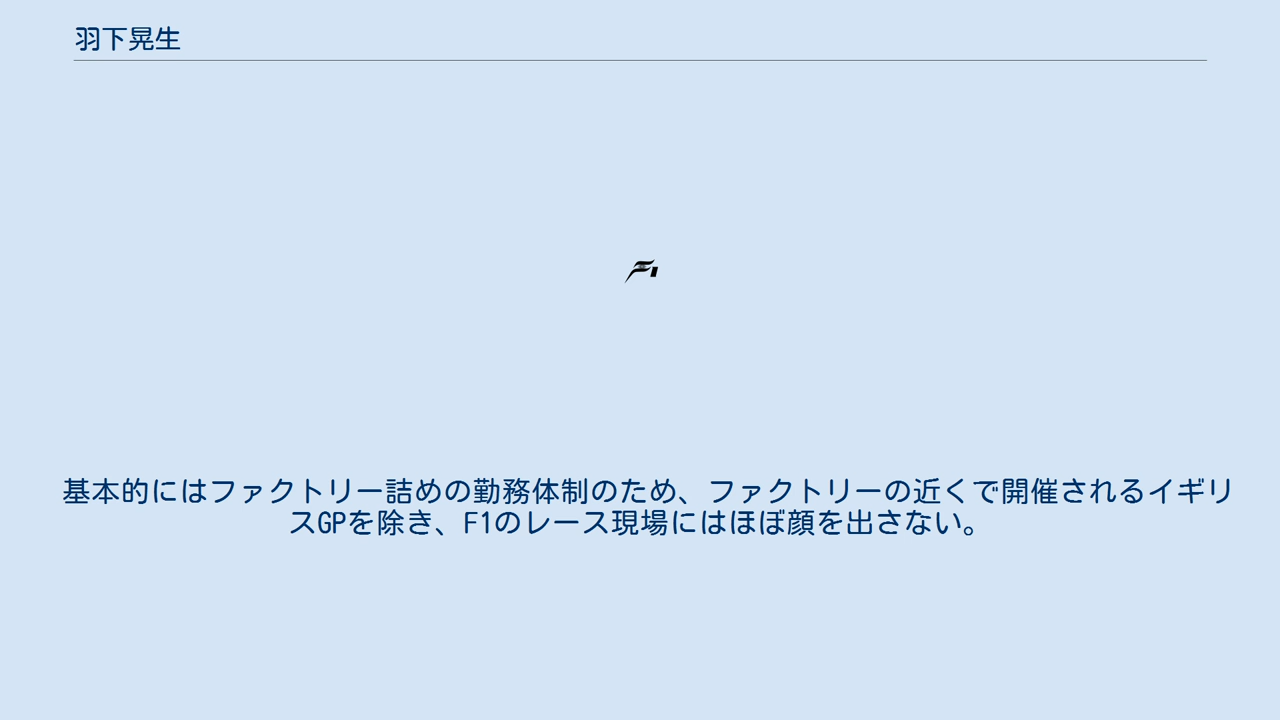 羽下晃生
F1
基本的にはファクトリー詰めの勤務体制のため、ファクトリーの近くで開催されるイギリ
スGPを除き、F1のレース現場にはほぼ顔を出さない。